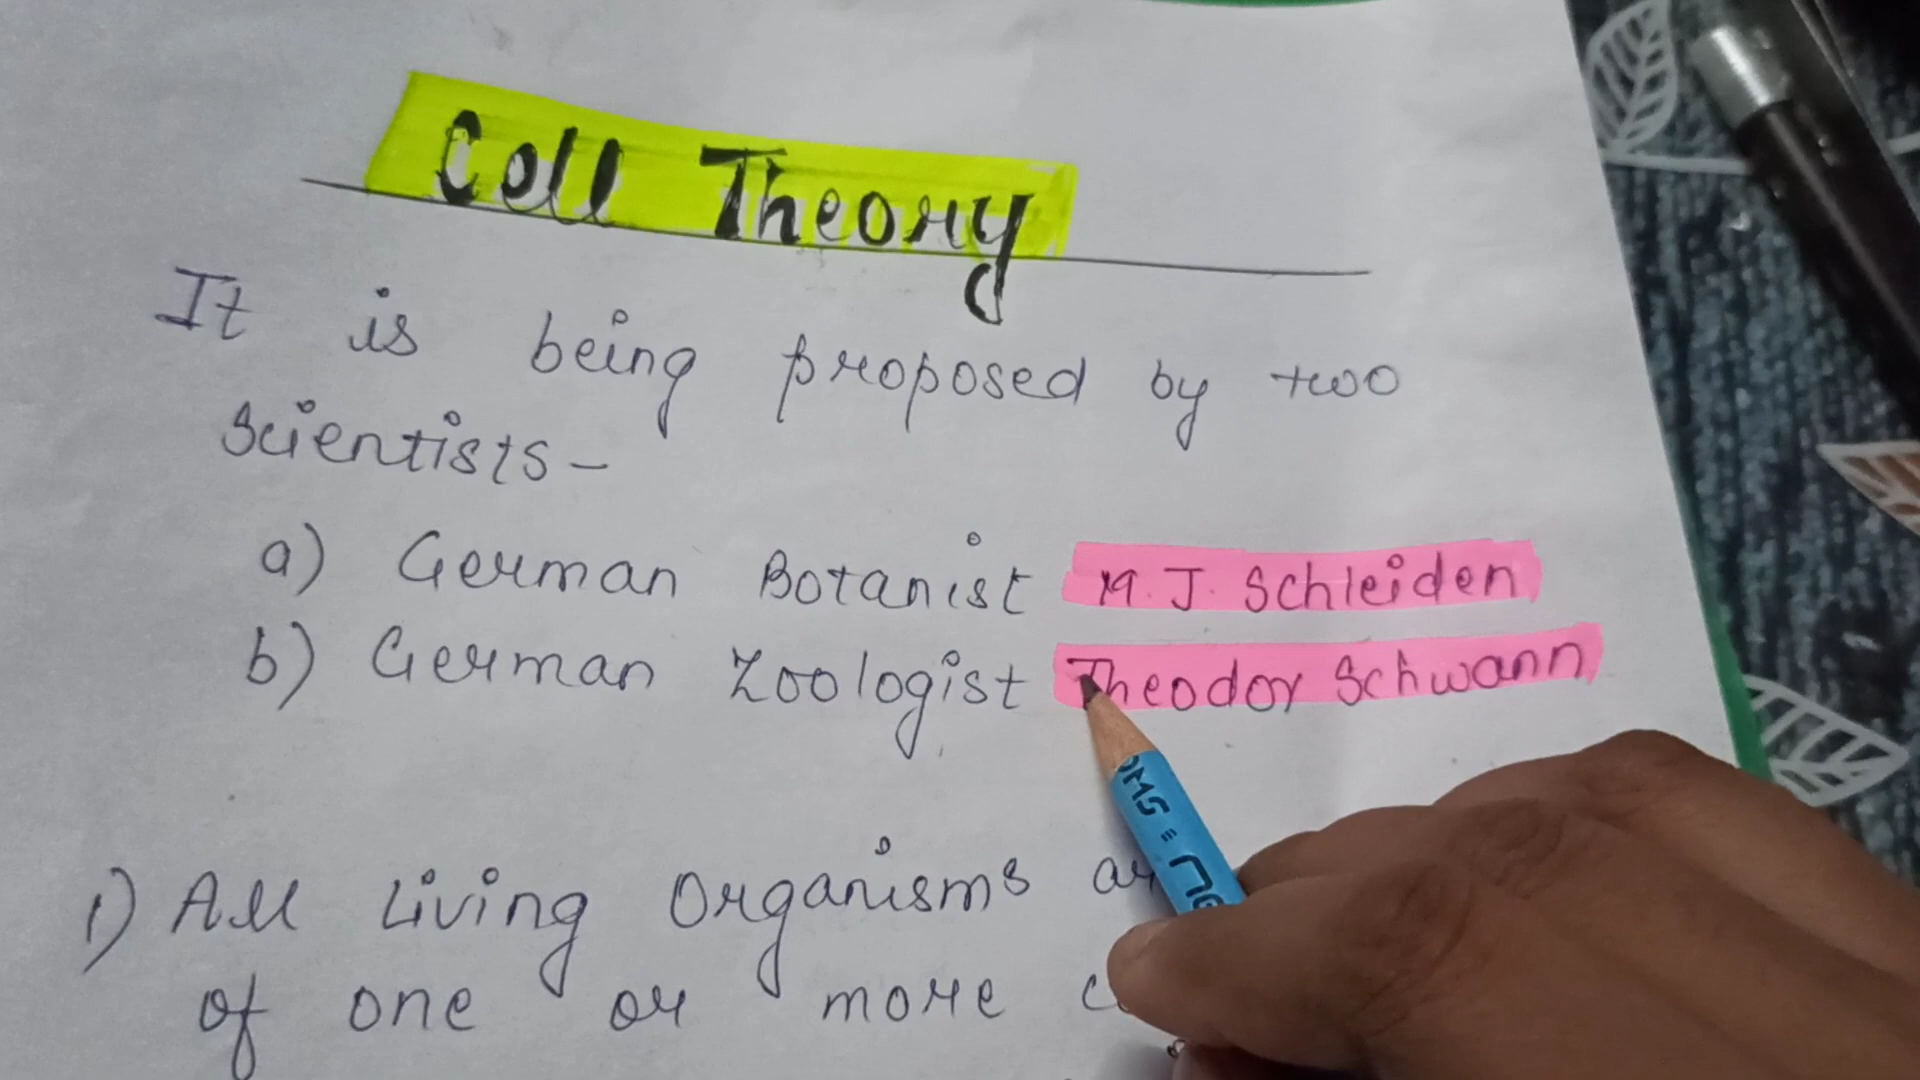 Cell Theory
It is being proposed by two
Scientists-
a) German Botanist M. J. Schleiden
b) German Zoologist Theodor Schwann
1) All Living Organisms
of one or more